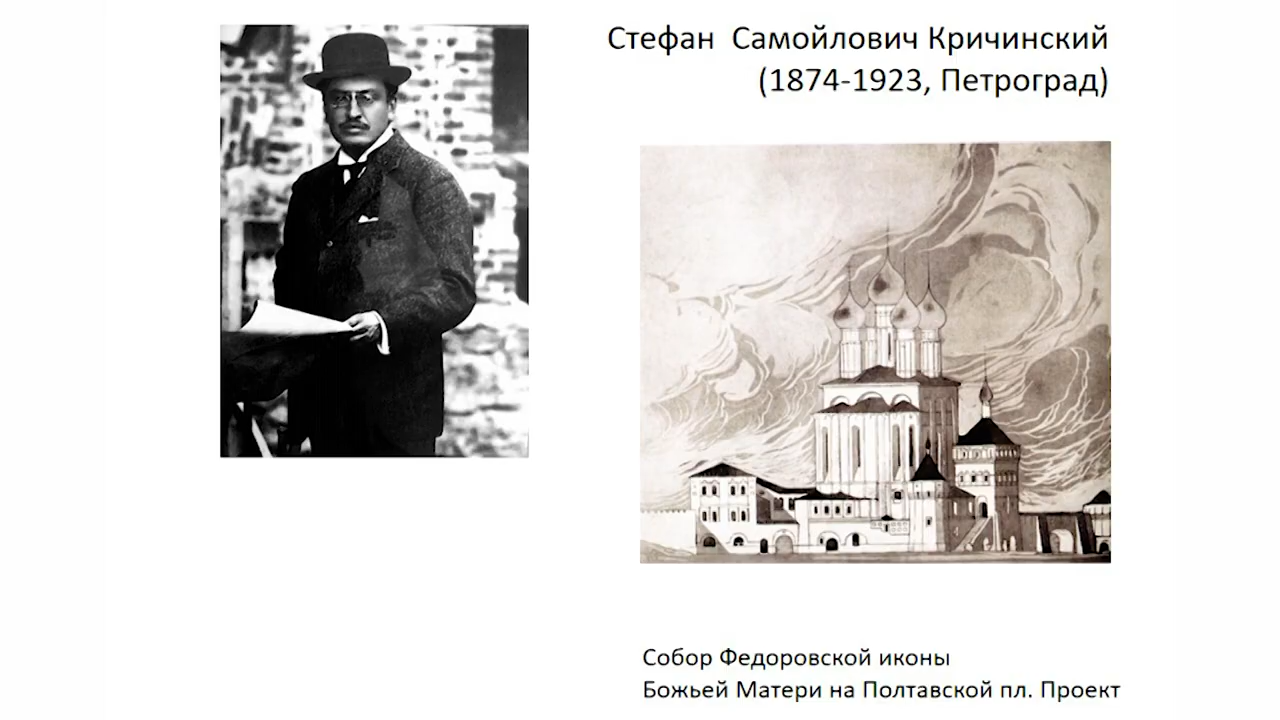 Стефан Самойлович Кричинский
(1874-1923, Петроград)
Собор Федоровской иконы
Божьей Матери на Полтавской пл. Проект